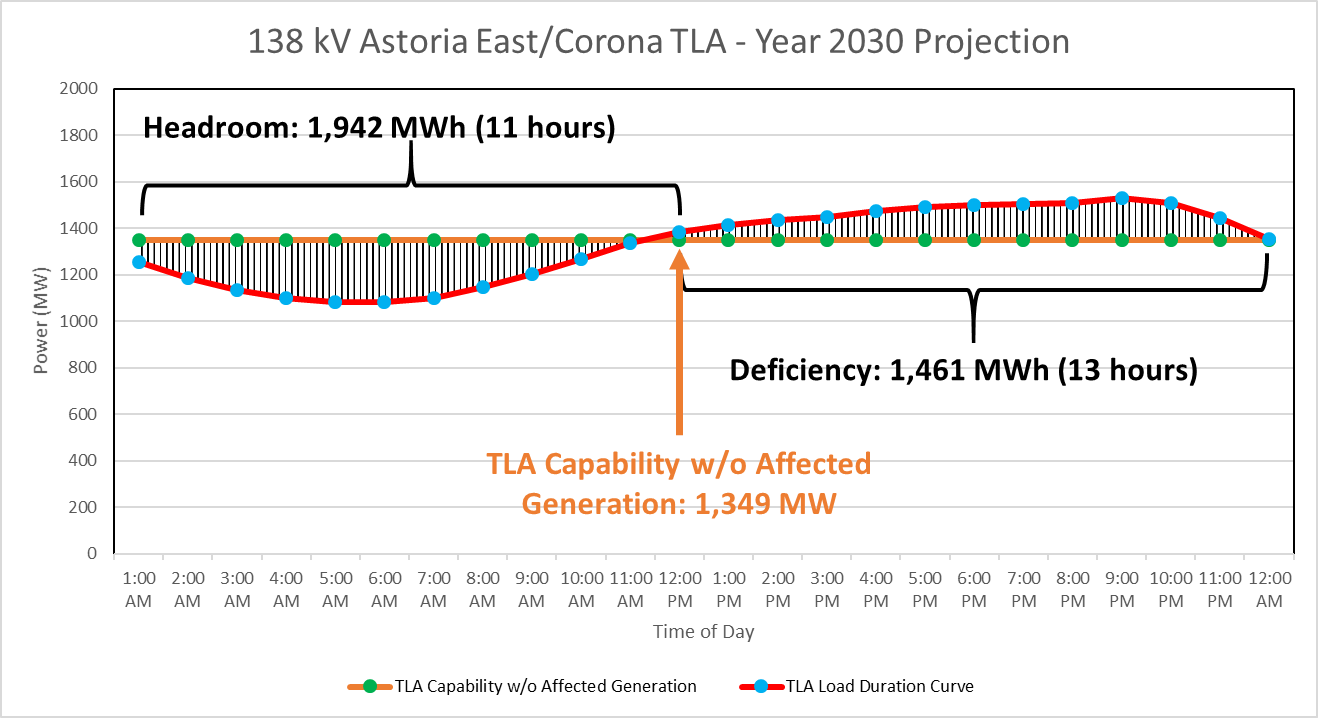 138 kV Astoria East/Corona TLA - Year 2030 Projection
2000
1800
1600
1400
1200
1000
800
600
400
200
0
Power (MW)
Headroom: 1,942 MWh (11 hours)
Deficiency: 1,461 MWh (13 hours)
TLA Capability w/o Affected
Generation: 1,349 MW
1:00 2:00 3:00 4:00 5:00 6:00 7:00 8:00 9:00 10:00 11:00 12:00 1:00 2:00 3:00 4:00 5:00 6:00 7:00 8:00 9:00 10:00 11:00 12:00
AM AM AM AM AM AM AM AM AM AM AM PM PM PM PM PM PM PM PM PM PM PM PM AM
Time of Day
TLA Capability w/o Affected Generation
TLA Load Duration Curve